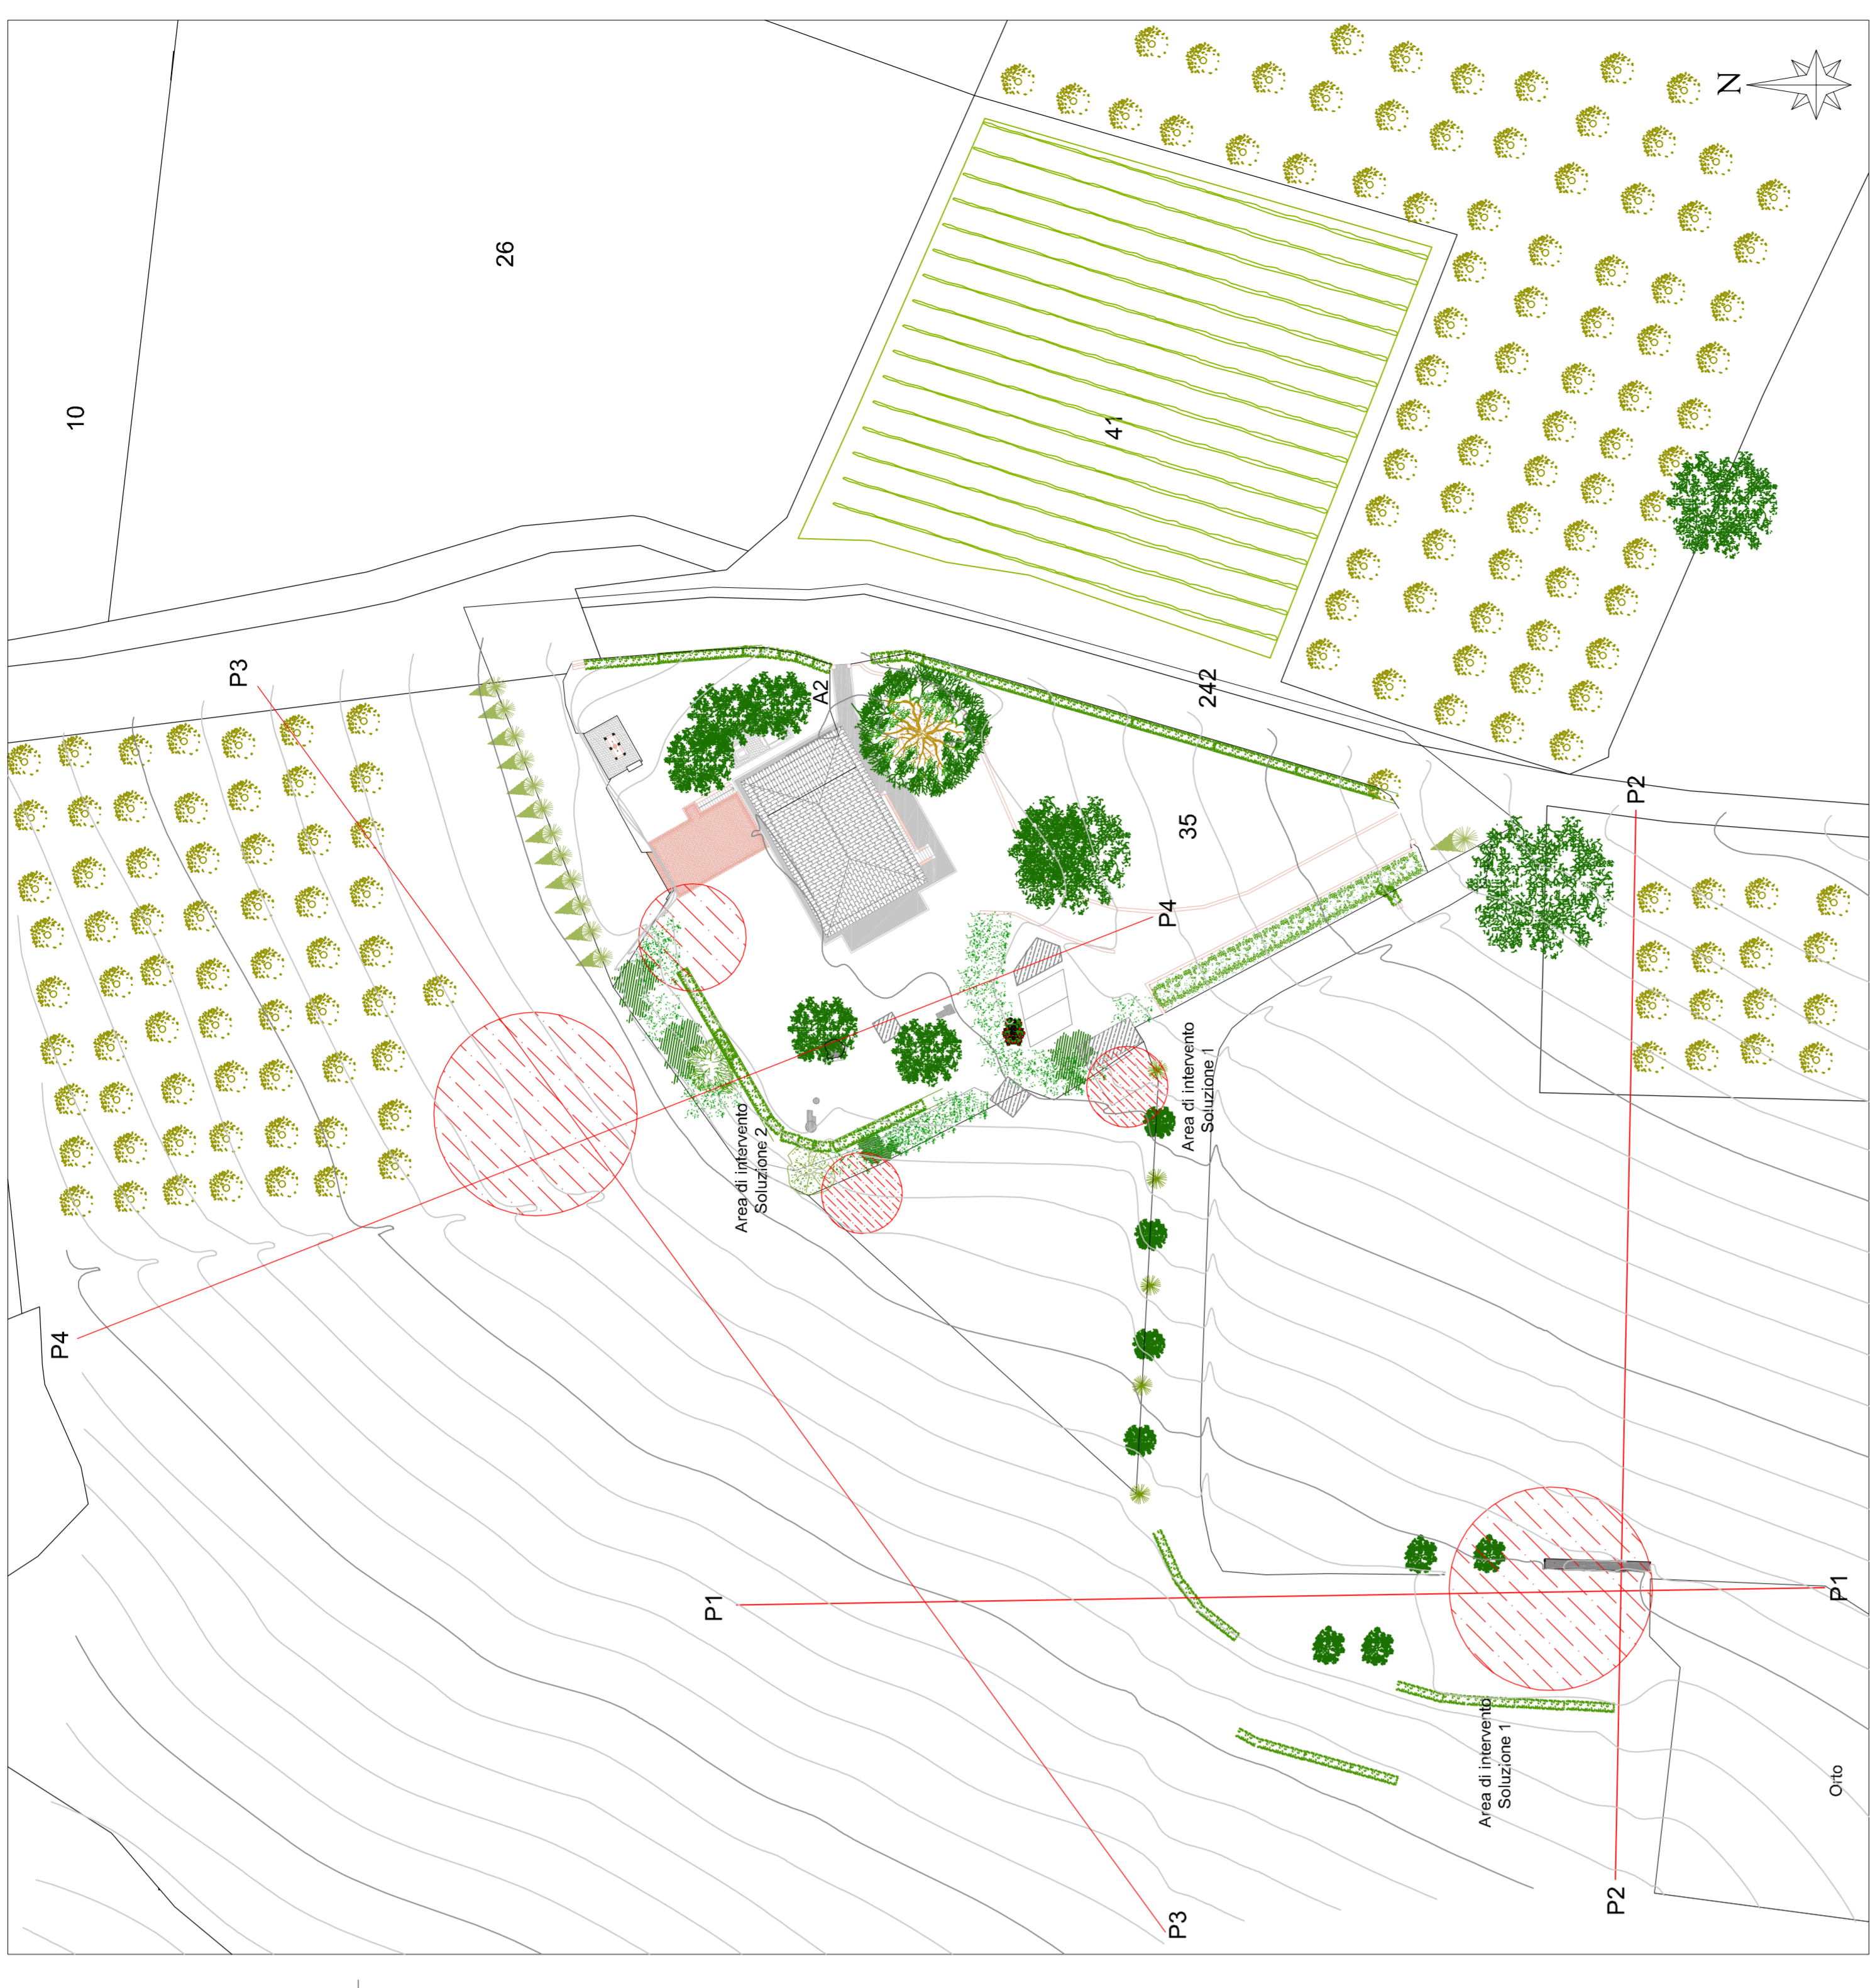 N
26
10
41
P3
A2
242
P2
35
P4
Area di intervento
Soluzione 1
Area di intervento
Soluzione 2
P4
P1
P1
Area di intervento
Soluzione 1
Orto
P2
P3